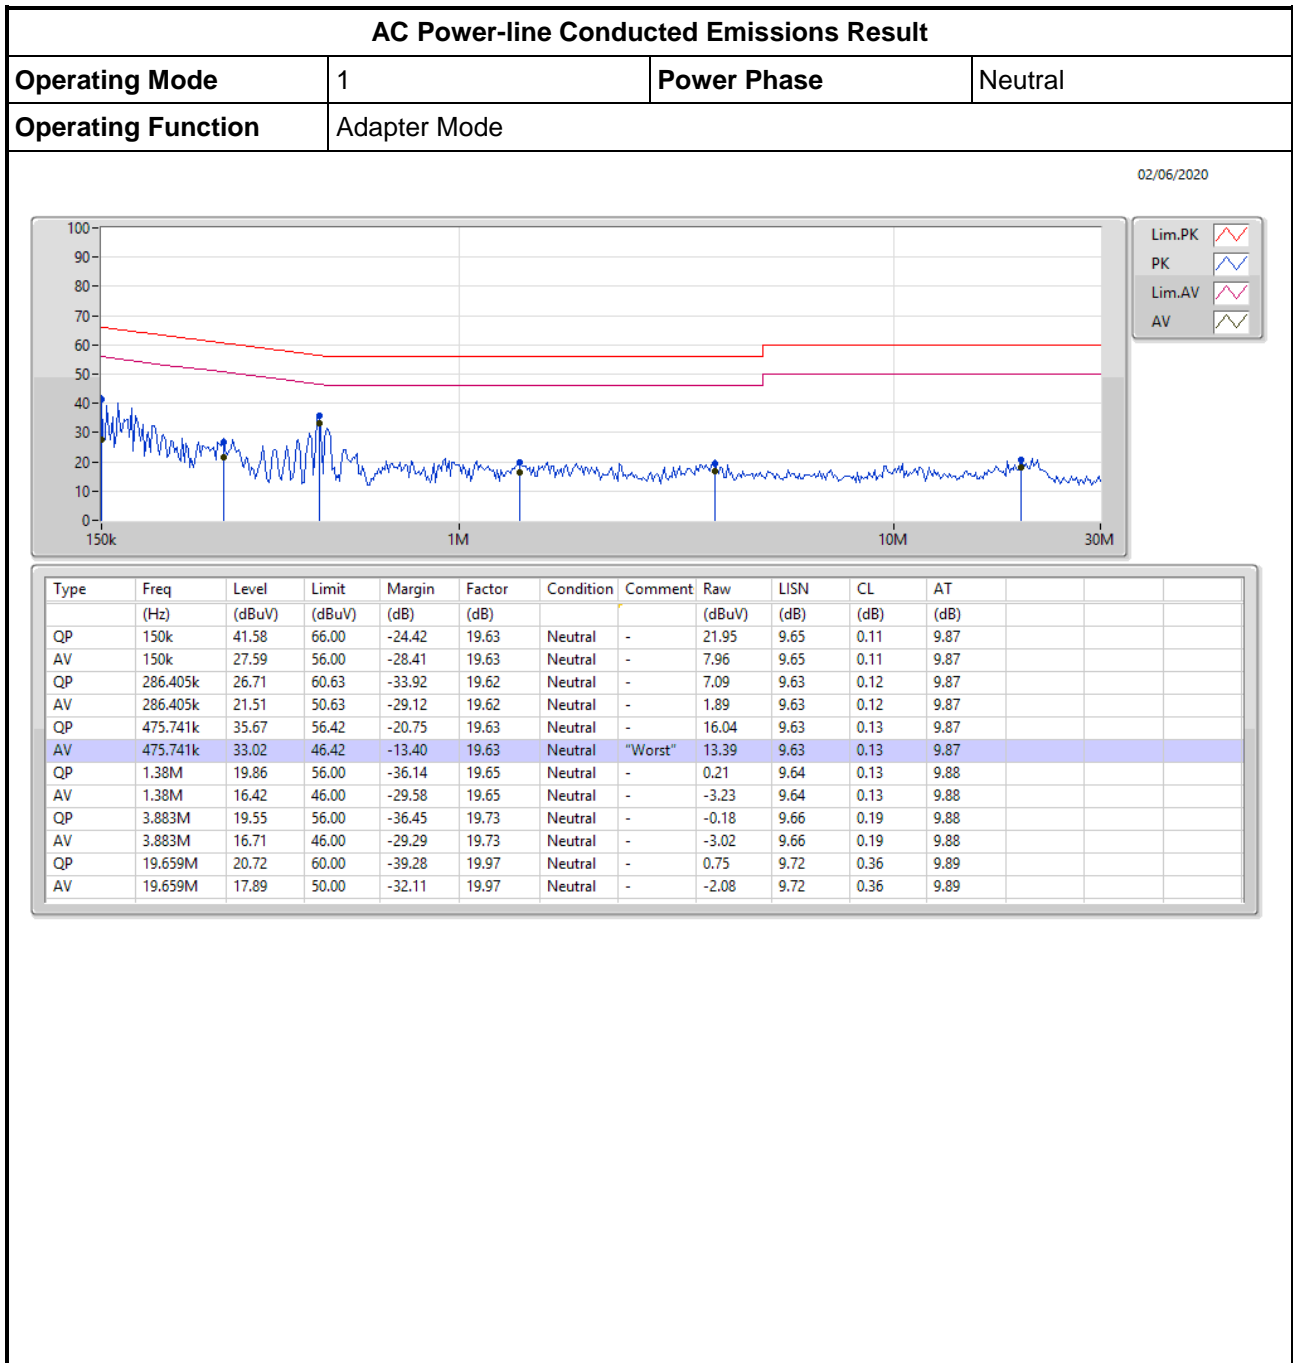 AC Power-line Conducted Emissions Result
Operating Mode 1 Power Phase Neutral
Operating Function Adapter Mode
02/06/2020
100
90
80
70
60
50
40
30
20
10
0
150k 1M 10M 30M
Lim.PK
PK
Lim.AV
AV
Type Freq Level Limit Margin Factor Condition Comment Raw LISN CL AT
(Hz) (dBuV) (dBuV) (dB) (dB) (dBuV) (dB) (dB) (dB)
QP 150k 41.58 66.00 -24.42 19.63 Neutral - 21.95 9.65 0.11 9.87
AV 150k 27.59 56.00 -28.41 19.63 Neutral - 7.96 9.65 0.11 9.87
QP 286.405k 26.71 60.63 -33.92 19.62 Neutral - 7.09 9.63 0.12 9.87
AV 286.405k 21.51 50.63 -29.12 19.62 Neutral - 1.89 9.63 0.12 9.87
QP 475.741k 35.67 56.42 -20.75 19.63 Neutral - 16.04 9.63 0.13 9.87
AV 475.741k 33.02 46.42 -13.40 19.63 Neutral "Worst" 13.39 9.63 0.13 9.87
QP 1.38M 19.86 56.00 -36.14 19.65 Neutral - 0.21 9.64 0.13 9.88
AV 1.38M 16.42 46.00 -29.58 19.65 Neutral - -3.23 9.64 0.13 9.88
QP 3.883M 19.55 56.00 -36.45 19.73 Neutral - -0.18 9.66 0.19 9.88
AV 3.883M 16.71 46.00 -29.29 19.73 Neutral - -3.02 9.66 0.19 9.88
QP 19.659M 20.72 60.00 -39.28 19.97 Neutral - 0.75 9.72 0.36 9.89
AV 19.659M 17.89 50.00 -32.11 19.97 Neutral - -2.08 9.72 0.36 9.89